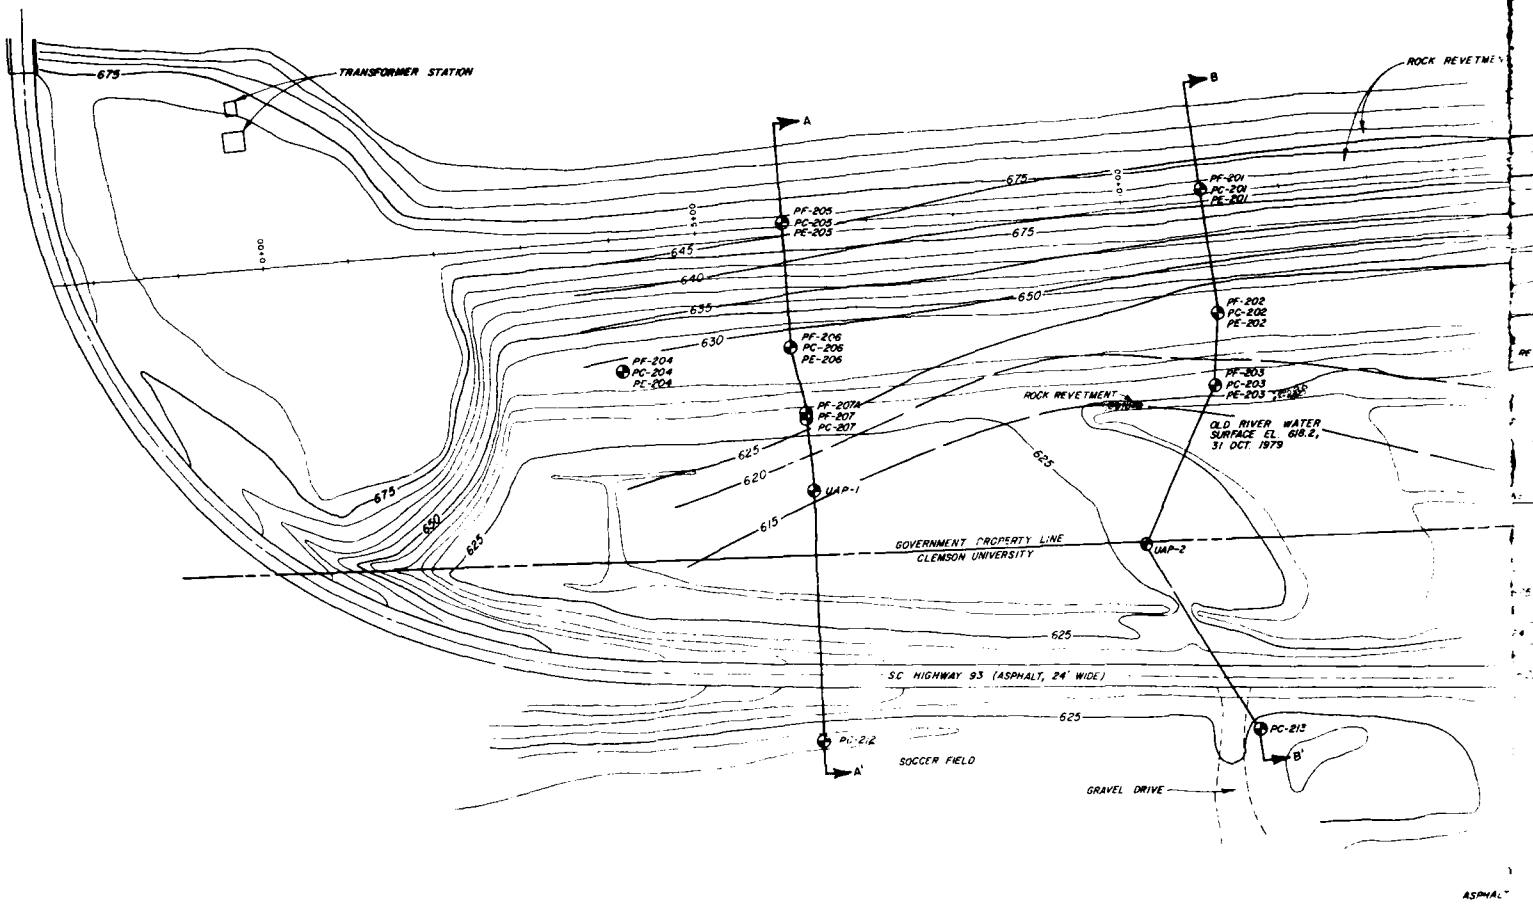 675
TRANSFORMER STATION
A
B
ROCK REVETME
PF-201
PC-201
PE-201
675
0+00
PF-205
PC-205
PE-205
5+00
675
0+00
645
640
635
630
650
PF-202
PC-202
PE-202
PF-206
PC-206
PE-206
PF-204
PC-204
PE-204
PF-203
PC-203
PE-203
ROCK REVETMENT
PF-207A
PF-207
PC-207
OLD RIVER WATER
SURFACE EL. 618.2,
31 OCT. 1979
625
620
615
625
UAP-1
675
650
625
GOVERNMENT PROPERTY LINE
CLEMSON UNIVERSITY
UAP-2
625
S.C. HIGHWAY 93 (ASPHALT, 24' WIDE)
625
PC-212
PC-213
A'
B'
SOCCER FIELD
GRAVEL DRIVE
ASPHAL